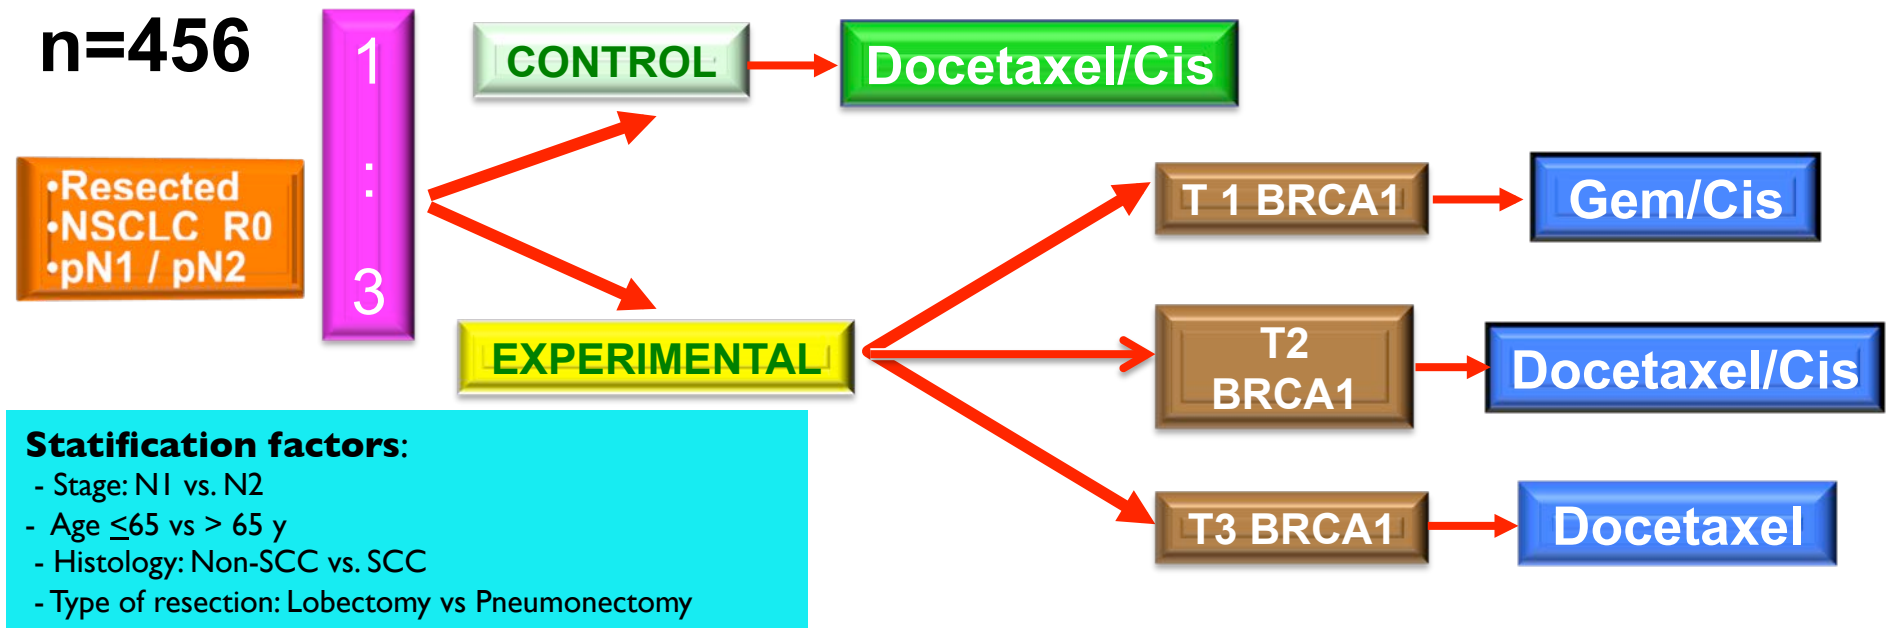 n=456
1
:
3
•Resected
•NSCLC R0
•pN1 / pN2
CONTROL
Docetaxel/Cis
EXPERIMENTAL
T 1 BRCA1
Gem/Cis
T2
BRCA1
Docetaxel/Cis
T3 BRCA1
Docetaxel
Statification factors:
- Stage: N1 vs. N2
- Age ≤65 vs > 65 y
- Histology: Non-SCC vs. SCC
- Type of resection: Lobectomy vs Pneumonectomy